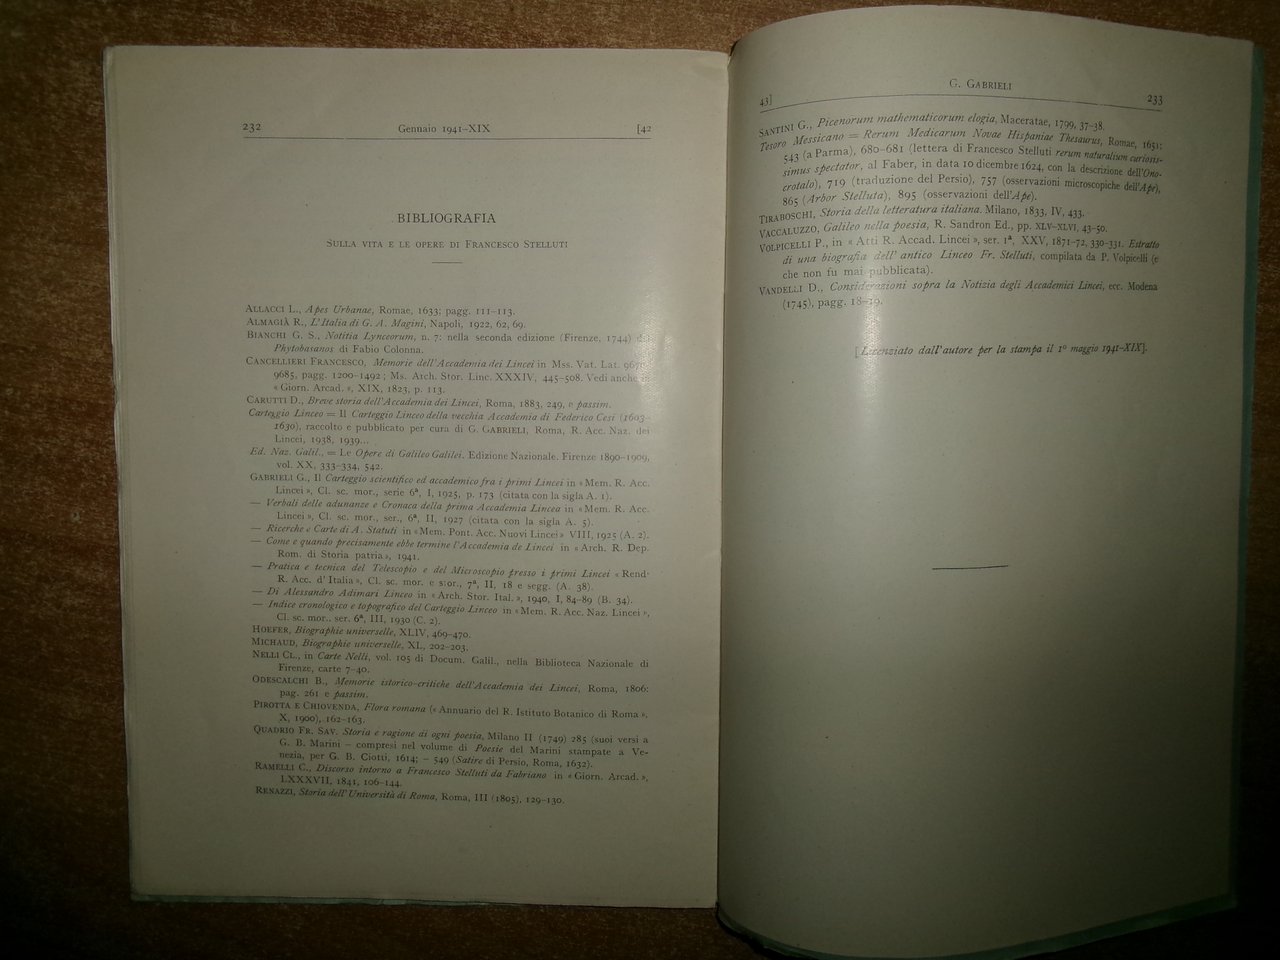 232 Gennaio 1941-XIX [42
BIBLIOGRAFIA
SULLA VITA E LE OPERE DI FRANCESCO STELLUTI
ALLACCI L., Apes Urbanae, Romae, 1633: pagg. 111-113.
ALMAGIÀ R., L'Italia di G. A. Magini, Napoli, 1922, 62, 69.
BIANCHI G. S., Notitia Lynceorum, n. 7: nella seconda edizione (Firenze, 1744) del
Phytobasanos di Fabio Colonna.
CANCELLIERI FRANCESCO, Memorie dell'Accademia dei Lincei in Mss. Vat. Lat.
9685, pagg. 1200-1492; Ms. Arch. Stor. Linc. XXXIV, 445-508. Vedi anche in
« Giorn. Arcad. », XIX, 1823, p. 113.
CARUTTI D., Breve storia dell'Accademia dei Lincei, Roma, 1883, 249, e passim.
Carteggio Linceo = Il Carteggio Linceo della vecchia Accademia di Federico Cesi (1603-
1630), raccolto e pubblicato per cura di G. GABRIELI, Roma, R. Acc. Naz. dei
Lincei, 1938, 1939...
Ed. Naz. Galil., = Le Opere di Galileo Galilei. Edizione Nazionale. Firenze 1890-1909,
vol. XX, 333-334, 542.
GABRIELI G., Il Carteggio scientifico ed accademico fra i primi Lincei in « Mem. R. Acc.
Lincei », Cl. sc. mor., serie 6ª, I, 1925, p. 173 (citata con la sigla A. 1).
— Verbali delle adunanze e Cronaca della prima Accademia Lincea in « Mem. R. Acc.
Lincei », Cl. sc. mor., ser., 6ª, II, 1927 (citata con la sigla A. 5).
— Ricerche e Carte di A. Statuti in «Mem. Pont. Acc. Nuovi Lincei» VIII, 1925 (A. 2).
— Come e quando precisamente ebbe termine l'Accademia de Lincei in « Arch. R. Dep.
Rom. di Storia patria », 1941.
— Pratica e tecnica del Telescopio e del Microscopio presso i primi Lincei « Rend.
R. Acc. d'Italia », Cl. sc. mor. e stor., 7ª, II, 18 e segg. (A. 38).
— Di Alessandro Adimari Linceo in « Arch. Stor. Ital. », 1940, I, 84-89 (B. 34).
— Indice cronologico e topografico del Carteggio Linceo in « Mem. R. Acc. Naz. Lincei »,
Cl. sc. mor., ser. 6ª, III, 1930 (C. 2).
HOEFER, Biographie universelle, XLIV, 469-470.
MICHAUD, Biographie universelle, XL, 202-203.
NELLI CL., in Carte Nelli, vol. 105 di Docum. Galil., nella Biblioteca Nazionale di
Firenze, carte 7-40.
ODESCALCHI B., Memorie istorico-critiche dell'Accademia dei Lincei, Roma, 1806:
pag. 261 e passim.
PIROTTA E CHIOVENDA, Flora romana (« Annuario del R. Istituto Botanico di Roma »,
X, 1900), 162-163.
QUADRIO FR. SAV. Storia e ragione di ogni poesia, Milano II (1749) 285 (suoi versi a
G. B. Marini - compresi nel volume di Poesie del Marini stampate a Ve-
nezia, per G. B. Ciotti, 1614; - 549 (Satire di Persio, Roma, 1632).
RAMELLI C., Discorso intorno a Francesco Stelluti da Fabriano in « Giorn. Arcad. »,
LXXXVII, 1841, 106-144.
RENAZZI, Storia dell'Università di Roma, Roma, III (1805), 129-130.
43] G. GABRIELI 233
SANTINI G., Picenorum mathematicorum elogia, Maceratae, 1799, 37-38.
Tesoro Messicano = Rerum Medicarum Novae Hispaniae Thesaurus, Romae, 1651:
543 (a Parma), 680-681 (lettera di Francesco Stelluti rerum naturalium curiosis-
simus spectator, al Faber, in data 10 dicembre 1624, con la descrizione dell'Ono-
crotalo), 719 (traduzione del Persio), 757 (osservazioni microscopiche dell'Ape),
865 (Arbor Stelluta), 895 (osservazioni dell'Ape).
TIRABOSCHI, Storia della letteratura italiana. Milano, 1833, IV, 433.
VACCALUZZO, Galileo nella poesia, R. Sandron Ed., pp. XLV-XLVI, 43-50.
VOLPICELLI P., in « Atti R. Accad. Lincei », ser. 1ª, XXV, 1871-72, 330-331. Estratto
di una biografia dell'antico Linceo Fr. Stelluti, compilata da P. Volpicelli (e
che non fu mai pubblicata).
VANDELLI D., Considerazioni sopra la Notizia degli Accademici Lincei, ecc. Modena
(1745), pagg. 18-19.
[Licenziato dall'autore per la stampa il 1º maggio 1941-XIX].